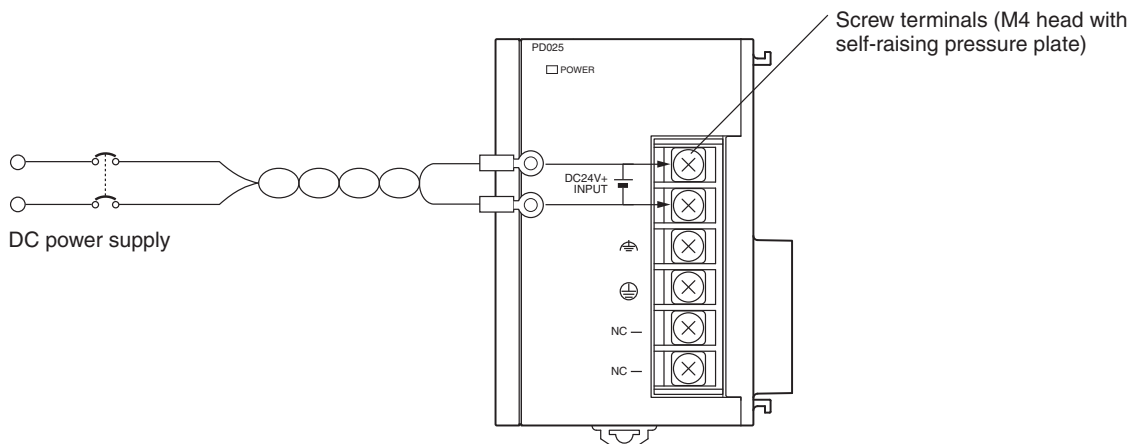 Screw terminals (M4 head with
self-raising pressure plate)
PD025
POWER
DC24V+
INPUT
DC power supply
NC
NC